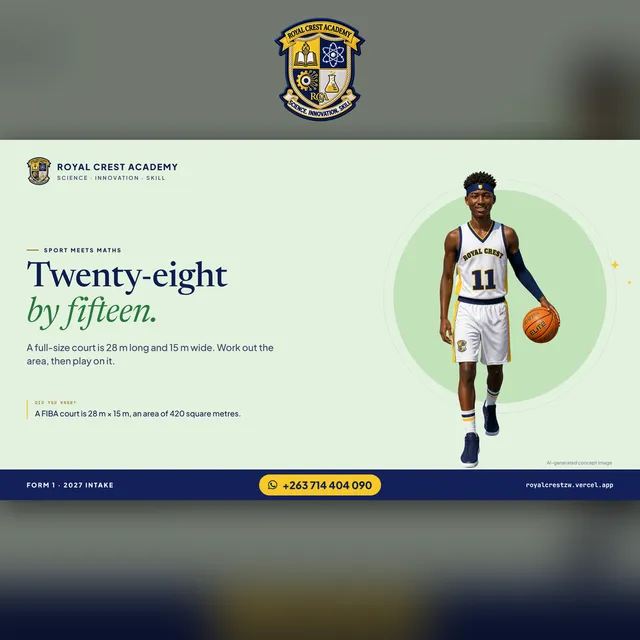 ROYAL CREST ACADEMY
RCA
SCIENCE. INNOVATION. SKILL
ROYAL CREST ACADEMY
SCIENCE · INNOVATION · SKILL
SPORT MEETS MATHS
Twenty-eight
by fifteen.
A full-size court is 28 m long and 15 m wide. Work out the
area, then play on it.
DID YOU KNOW?
A FIBA court is 28 m × 15 m, an area of 420 square metres.
ROYAL CREST
11
AI-generated concept image
FORM 1 · 2027 INTAKE
+263 714 404 090
royalcrestzw.vercel.app